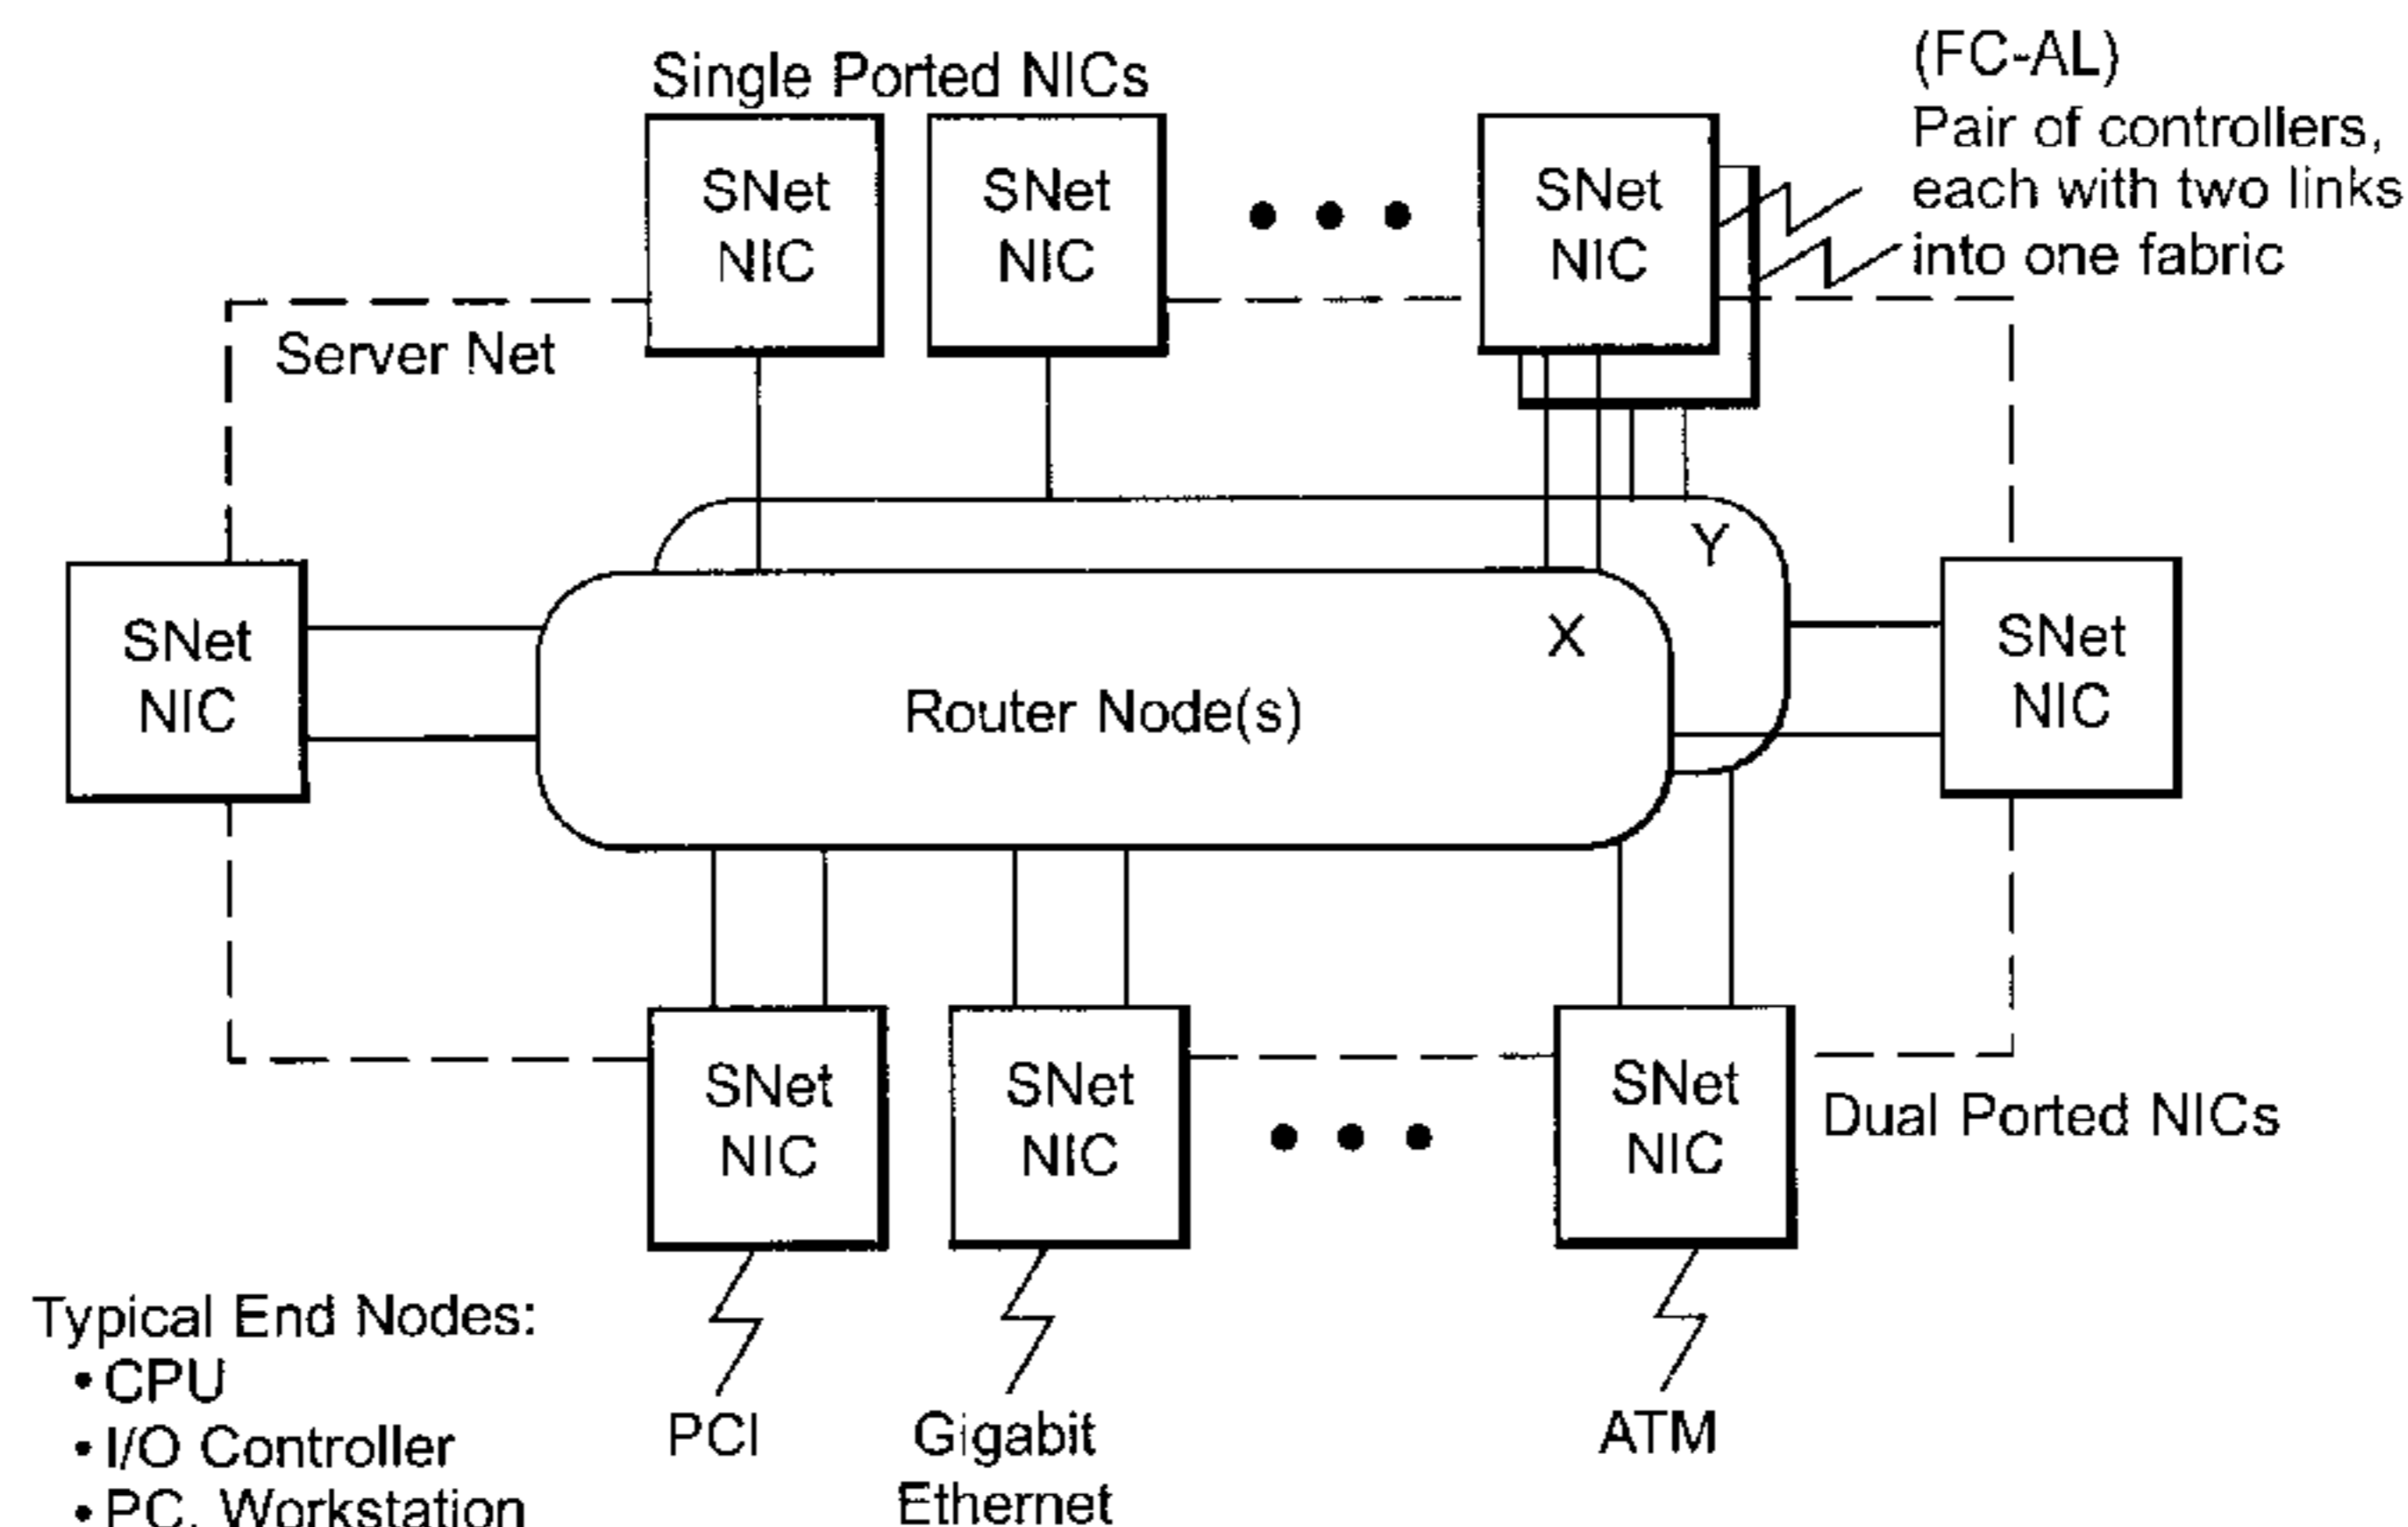 (FC-AL)
Single Ported NICs
Pair of controllers,
each with two links
into one fabric
SNet
NIC
SNet
NIC
SNet
NIC
Server Net
Y
X
SNet
NIC
Router Node(s)
SNet
NIC
SNet
NIC
SNet
NIC
SNet
NIC
Dual Ported NICs
Typical End Nodes:
• CPU
• I/O Controller
• PC, Workstation
PCI
Gigabit
Ethernet
ATM